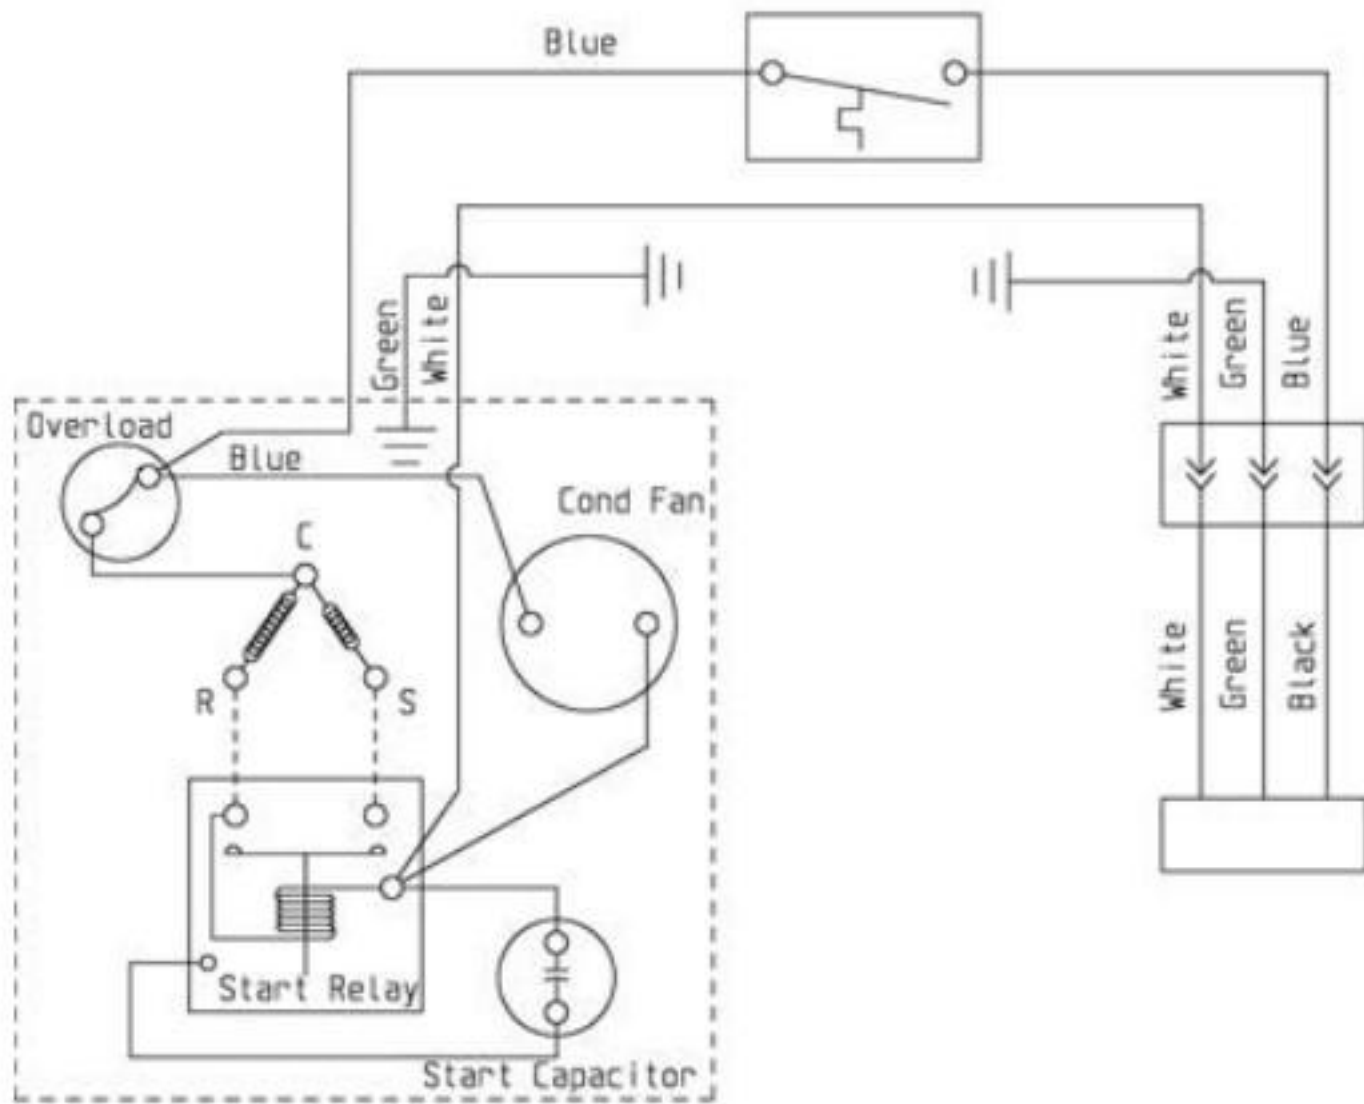 Blue
Green
White
White
Green
Blue
Overload
Blue
Cond Fan
C
R
S
White
Green
Black
Start Relay
Start Capacitor